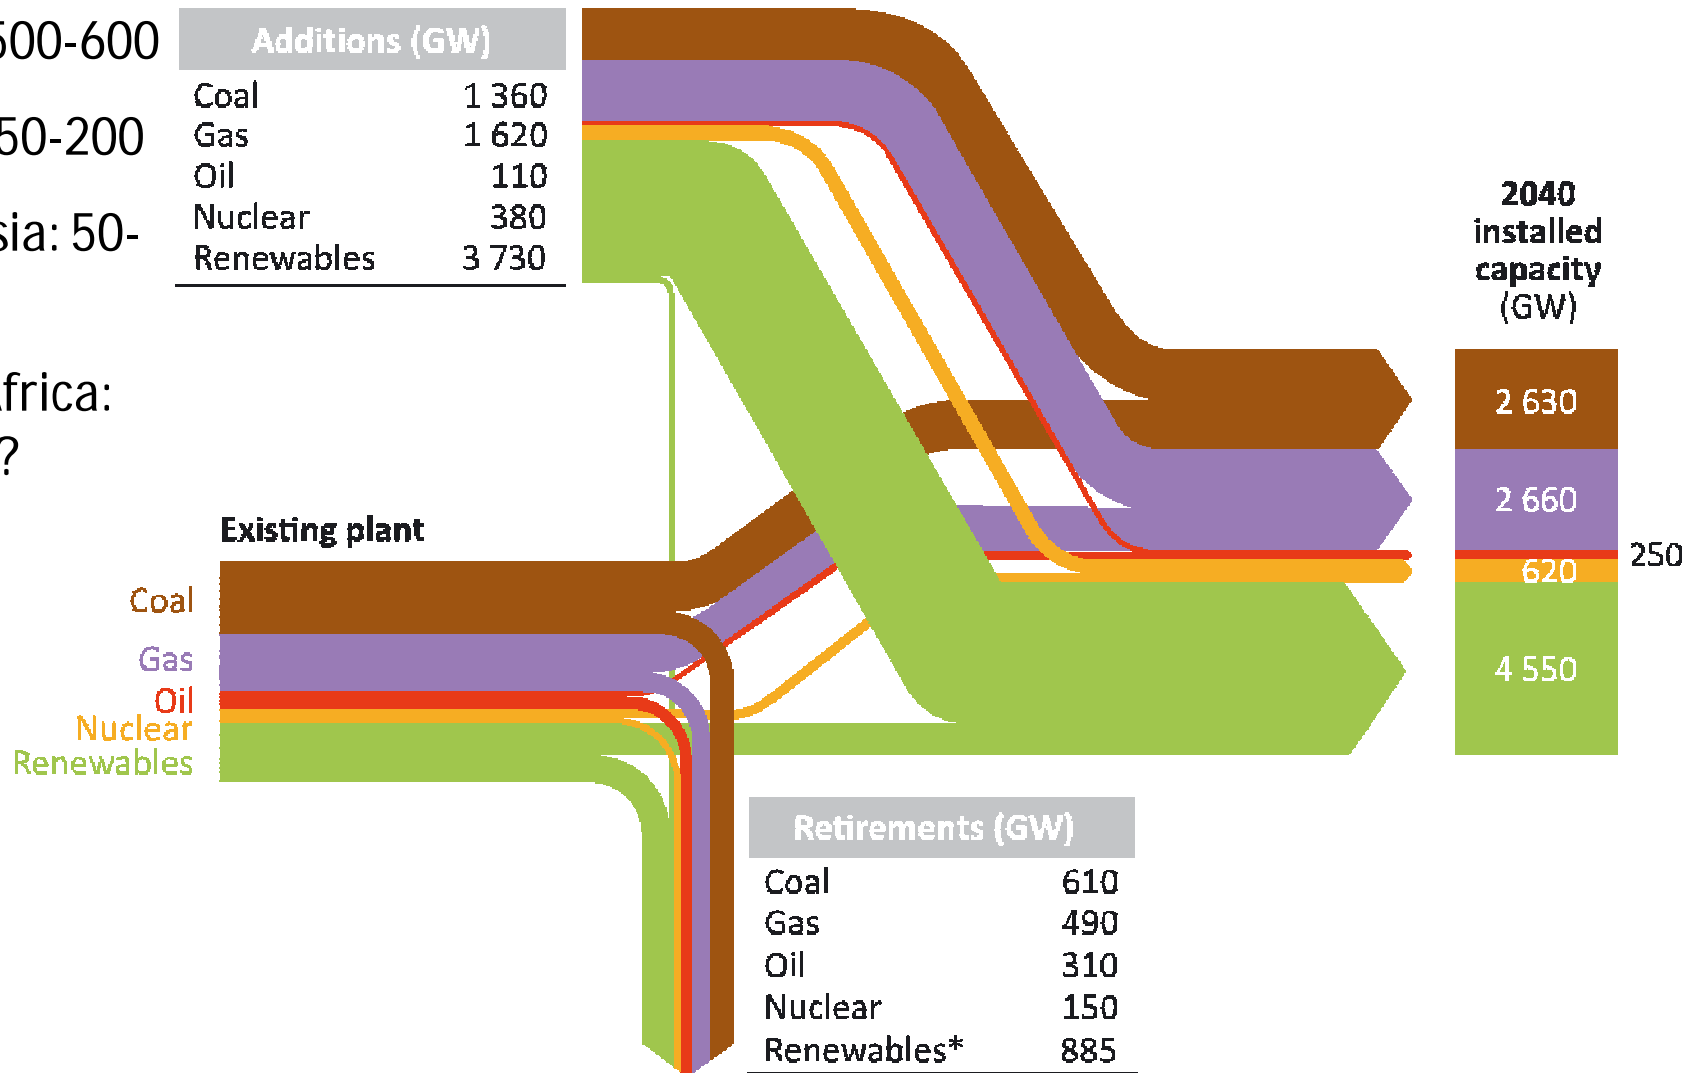 500-600
50-200
sia: 50-
frica:
?
Additions (GW)
Coal 1 360
Gas 1 620
Oil 110
Nuclear 380
Renewables 3 730
2040
installed
capacity
(GW)
2 630
2 660
250
620
4 550
Existing plant
Coal
Gas
Oil
Nuclear
Renewables
Retirements (GW)
Coal 610
Gas 490
Oil 310
Nuclear 150
Renewables* 885